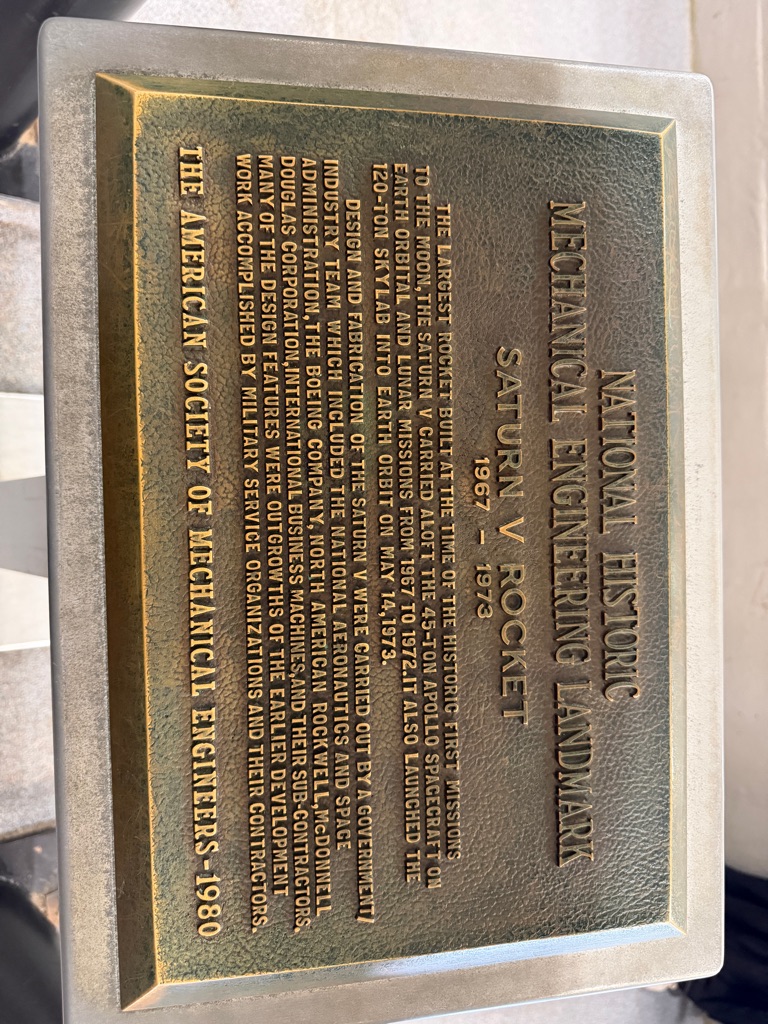 NATIONAL HISTORIC
MECHANICAL ENGINEERING LANDMARK
SATURN V ROCKET
1967 - 1973
THE LARGEST ROCKET BUILT AT THE TIME OF THE HISTORIC FIRST MISSIONS
TO THE MOON, THE SATURN V CARRIED ALOFT THE 45-TON APOLLO SPACECRAFT ON
EARTH ORBITAL AND LUNAR MISSIONS FROM 1967 TO 1972. IT ALSO LAUNCHED THE
120-TON SKYLAB INTO EARTH ORBIT ON MAY 14, 1973.
DESIGN AND FABRICATION OF THE SATURN V WERE CARRIED OUT BY A GOVERNMENT/
INDUSTRY TEAM WHICH INCLUDED THE NATIONAL AERONAUTICS AND SPACE
ADMINISTRATION, THE BOEING COMPANY, NORTH AMERICAN ROCKWELL, McDONNELL
DOUGLAS CORPORATION, INTERNATIONAL BUSINESS MACHINES, AND THEIR SUB-CONTRACTORS.
MANY OF THE DESIGN FEATURES WERE OUTGROWTHS OF THE EARLIER DEVELOPMENT
WORK ACCOMPLISHED BY MILITARY SERVICE ORGANIZATIONS AND THEIR CONTRACTORS.
THE AMERICAN SOCIETY OF MECHANICAL ENGINEERS-1980